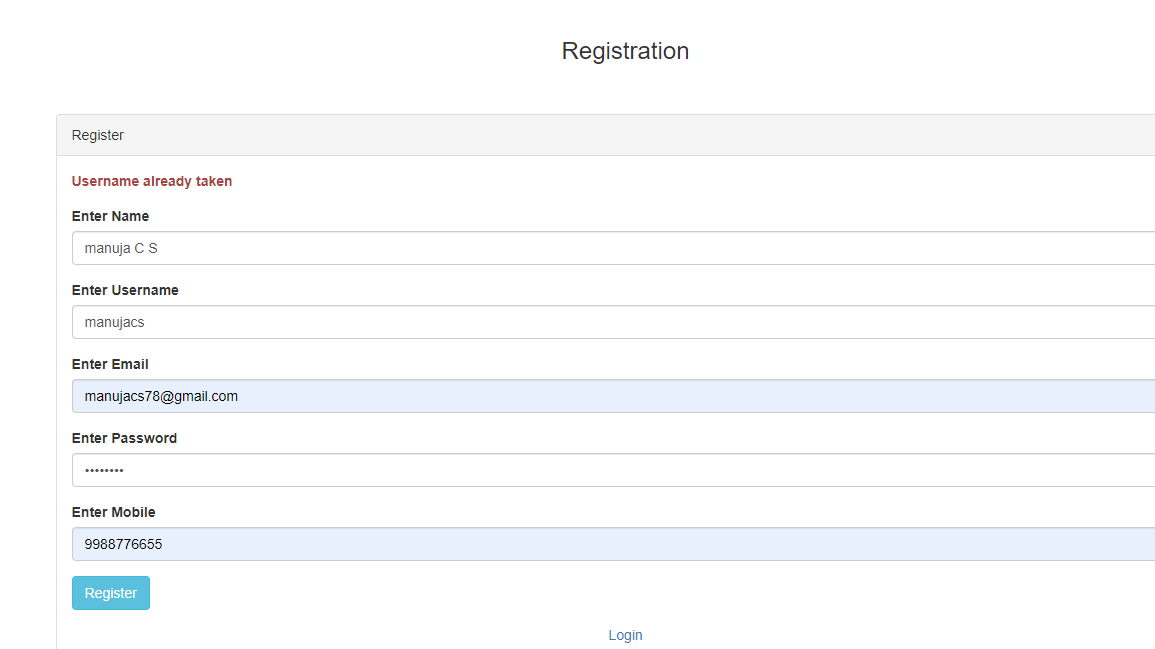 Registration
Register
Username already taken
Enter Name
manuja C S
Enter Username
manujacs
Enter Email
manujacs78@gmail.com
Enter Password
••••••••
Enter Mobile
9988776655
Register
Login